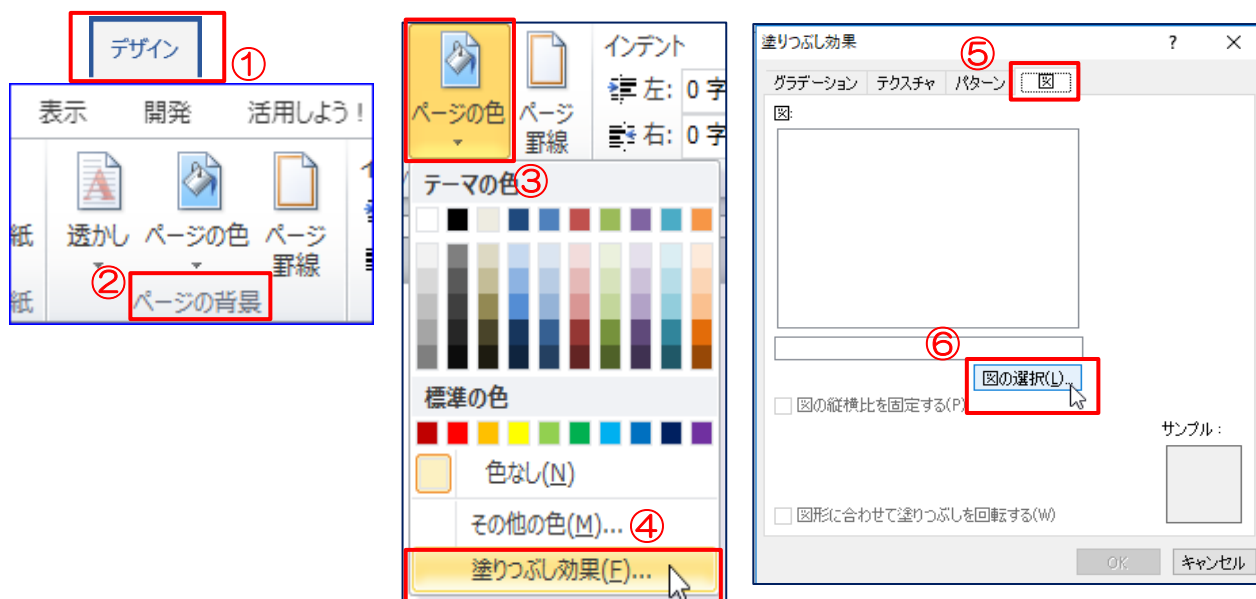 デザイン
①
表示 開発 活用しよう!
紙 透かし ページの色 ページ
罫線
②
紙 ページの背景
ページの色 ページ
罫線
インデント
左: 0 字
右: 0 字
③
テーマの色
標準の色
色なし(N)
その他の色(M)...
④
塗りつぶし効果(F)...
塗りつぶし効果 ? ×
⑤
グラデーション テクスチャ パターン 図
図:
⑥
図の選択(L)...
図の縦横比を固定する(P)
サンプル:
図形に合わせて塗りつぶしを回転する(W)
OK キャンセル